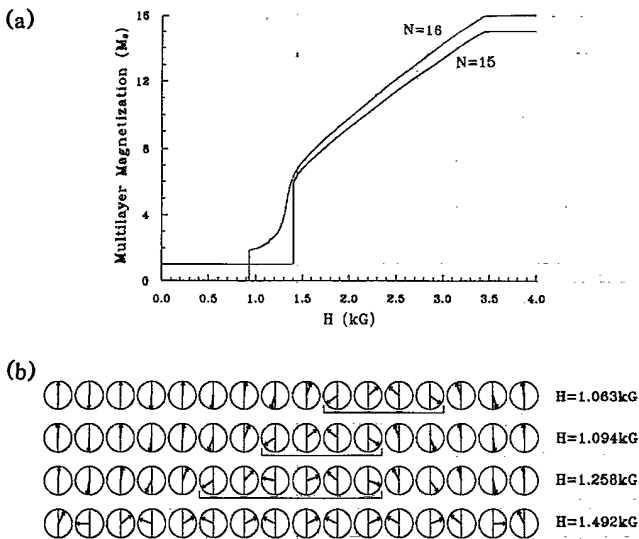 (a)
Multilayer Magnetization (Mₛ)
16
12
8
4
0
N=16
N=15
0.0 0.5 1.0 1.5 2.0 2.5 3.0 3.5 4.0
H (kG)
(b)
H=1.063kG
H=1.094kG
H=1.258kG
H=1.492kG